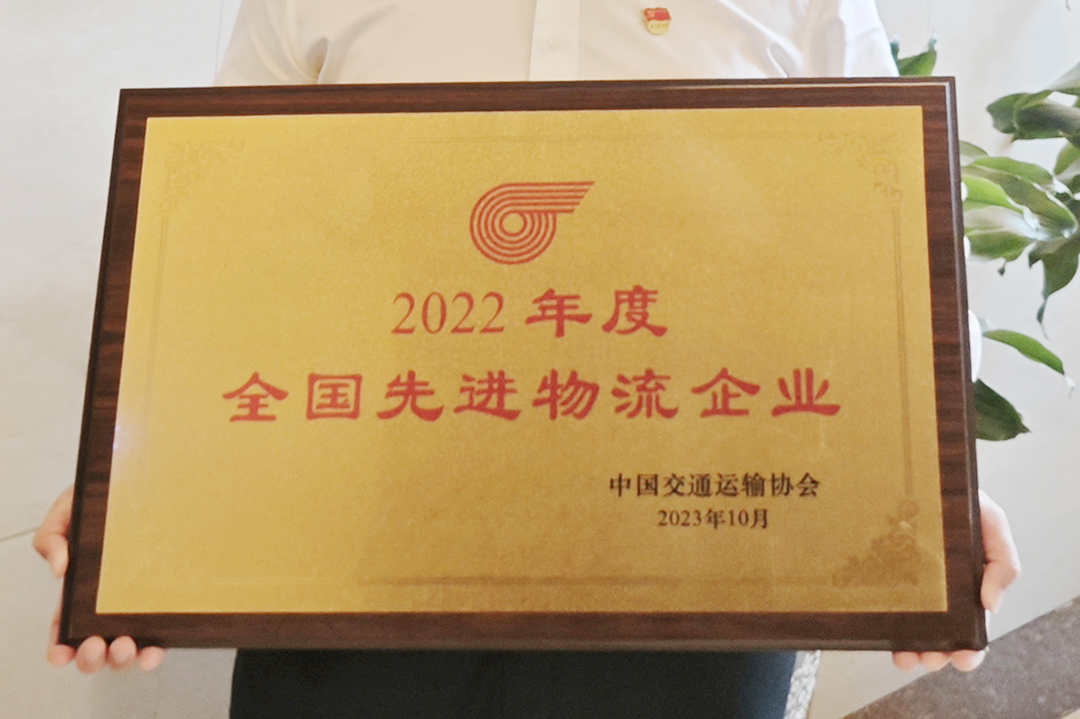 2022 年度
全国先进物流企业
中国交通运输协会
2023年10月